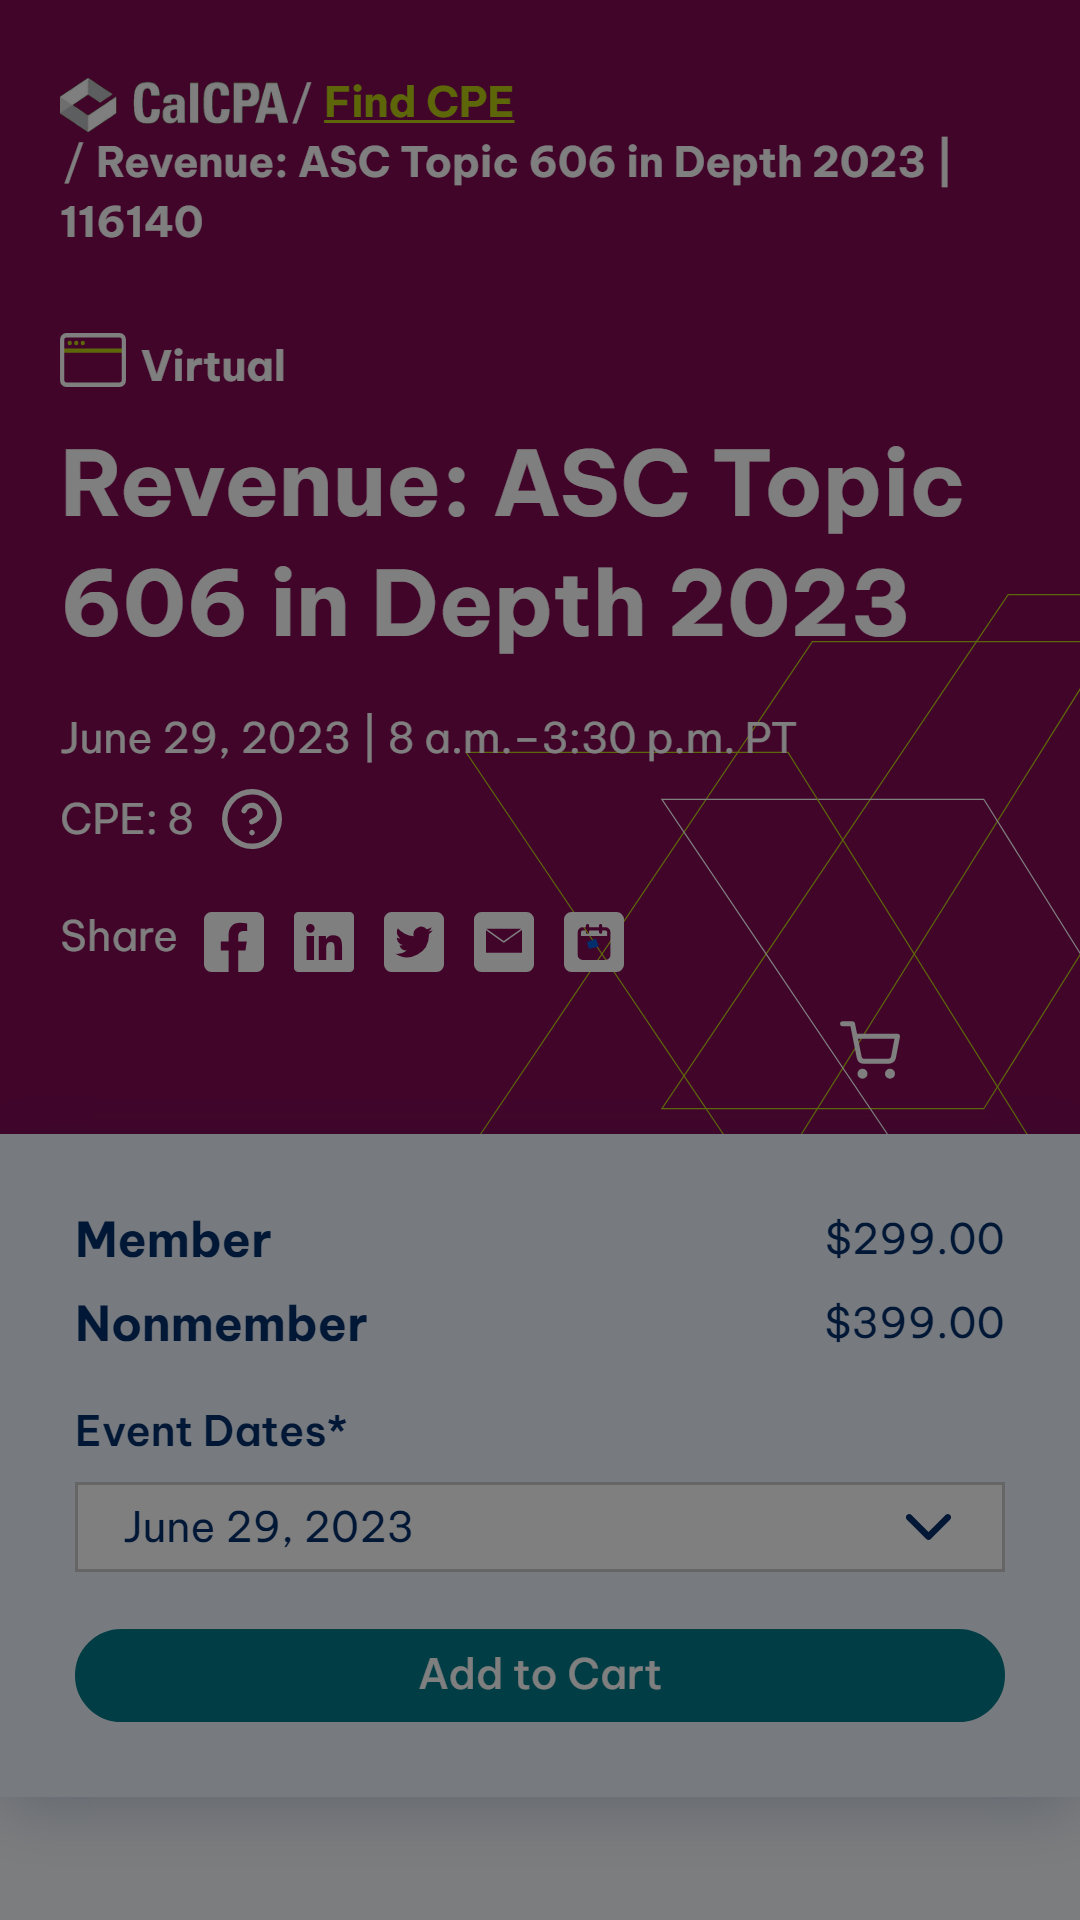 CalCPA / Find CPE
/ Revenue: ASC Topic 606 in Depth 2023 |
116140
Virtual
Revenue: ASC Topic
606 in Depth 2023
June 29, 2023 | 8 a.m.–3:30 p.m. PT
CPE: 8 ?
Share
Member $299.00
Nonmember $399.00
Event Dates*
June 29, 2023
Add to Cart